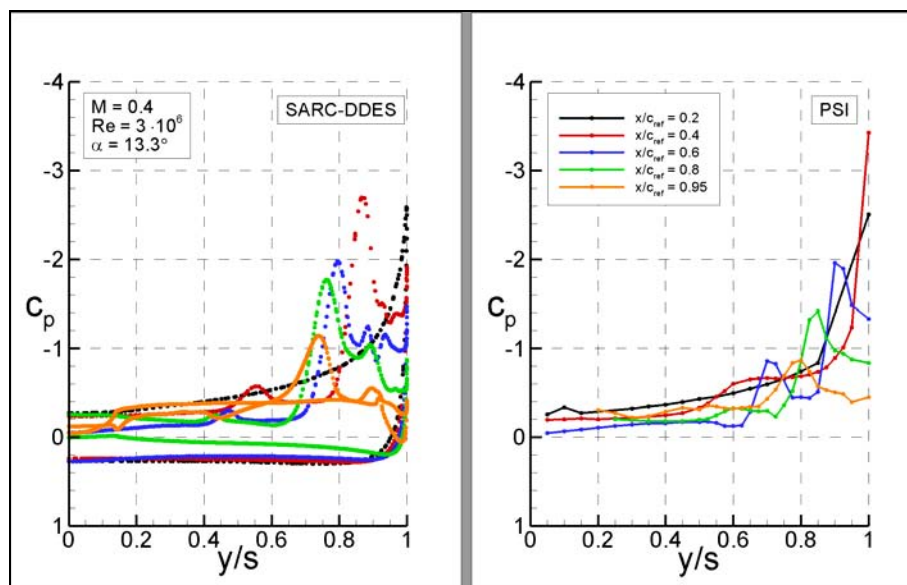 -4
-3
-2
-1
0
1
c_p
0
0.2
0.4
0.6
0.8
1
y/s
M = 0.4
Re = 3 ·10⁶
α = 13.3°
SARC-DDES
-4
-3
-2
-1
0
1
c_p
0
0.2
0.4
0.6
0.8
1
y/s
x/c_ref = 0.2
x/c_ref = 0.4
x/c_ref = 0.6
x/c_ref = 0.8
x/c_ref = 0.95
PSI